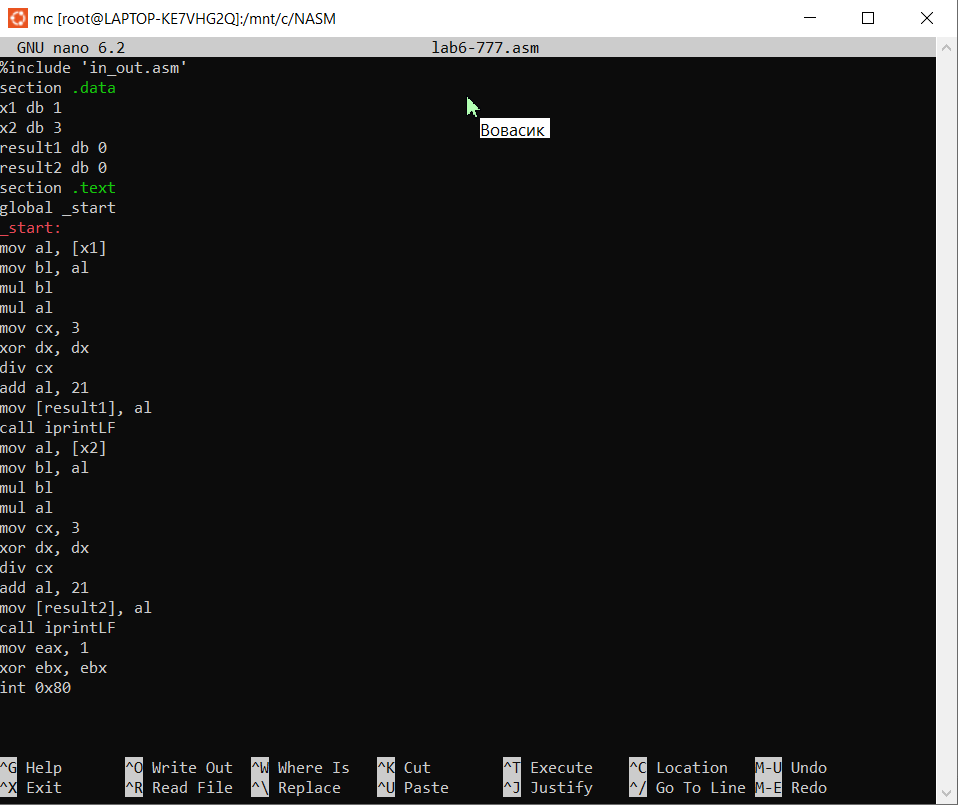 mc [root@LAPTOP-KE7VHG2Q]:/mnt/c/NASM
GNU nano 6.2 lab6-777.asm
%include 'in_out.asm'
section .data
x1 db 1
x2 db 3
Вовасик
result1 db 0
result2 db 0
section .text
global _start
_start:
mov al, [x1]
mov bl, al
mul bl
mul al
mov cx, 3
xor dx, dx
div cx
add al, 21
mov [result1], al
call iprintLF
mov al, [x2]
mov bl, al
mul bl
mul al
mov cx, 3
xor dx, dx
div cx
add al, 21
mov [result2], al
call iprintLF
mov eax, 1
xor ebx, ebx
int 0x80
^G Help ^O Write Out ^W Where Is ^K Cut ^T Execute ^C Location M-U Undo
^X Exit ^R Read File ^\ Replace ^U Paste ^J Justify ^/ Go To Line M-E Redo